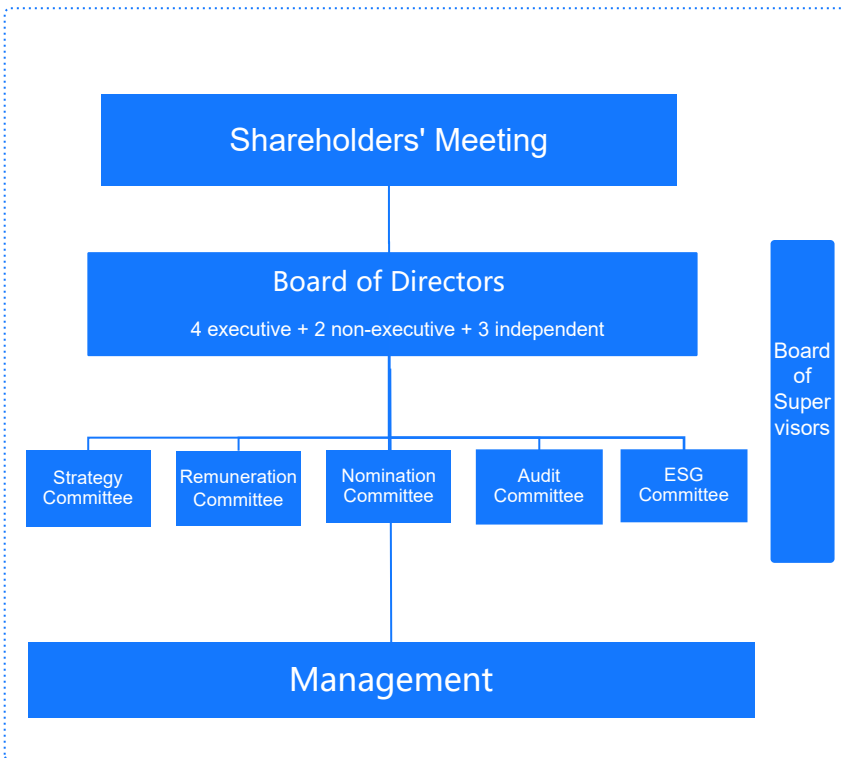 Shareholders' Meeting
Board of Directors
4 executive + 2 non-executive + 3 independent
Board
of
Super
visors
Strategy
Committee
Remuneration
Committee
Nomination
Committee
Audit
Committee
ESG
Committee
Management